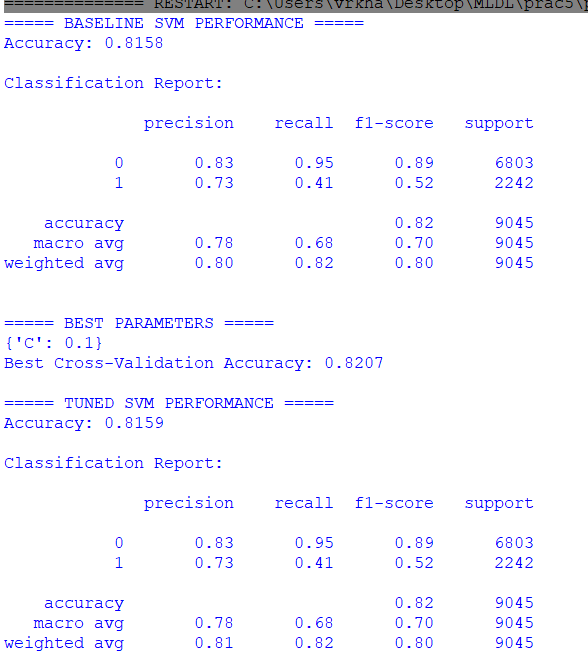 ============== RESTART: C:\Users\vrkha\Desktop\MLDL\prac5\
===== BASELINE SVM PERFORMANCE =====
Accuracy: 0.8158
Classification Report:
precision recall f1-score support
0 0.83 0.95 0.89 6803
1 0.73 0.41 0.52 2242
accuracy 0.82 9045
macro avg 0.78 0.68 0.70 9045
weighted avg 0.80 0.82 0.80 9045
===== BEST PARAMETERS =====
{'C': 0.1}
Best Cross-Validation Accuracy: 0.8207
===== TUNED SVM PERFORMANCE =====
Accuracy: 0.8159
Classification Report:
precision recall f1-score support
0 0.83 0.95 0.89 6803
1 0.73 0.41 0.52 2242
accuracy 0.82 9045
macro avg 0.78 0.68 0.70 9045
weighted avg 0.81 0.82 0.80 9045